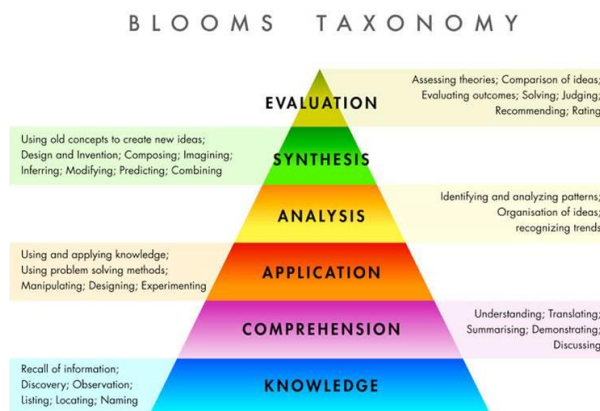 BLOOMS TAXONOMY
EVALUATION
Assessing theories; Comparison of ideas;
Evaluating outcomes; Solving; Judging;
Recommending; Rating
Using old concepts to create new ideas;
Design and Invention; Composing; Imagining;
Inferring; Modifying; Predicting; Combining
SYNTHESIS
ANALYSIS
Identifying and analyzing patterns;
Organisation of ideas;
recognizing trends
Using and applying knowledge;
Using problem solving methods;
Manipulating; Designing; Experimenting
APPLICATION
COMPREHENSION
Understanding; Translating;
Summarising; Demonstrating;
Discussing
Recall of information;
Discovery; Observation;
Listing; Locating; Naming
KNOWLEDGE